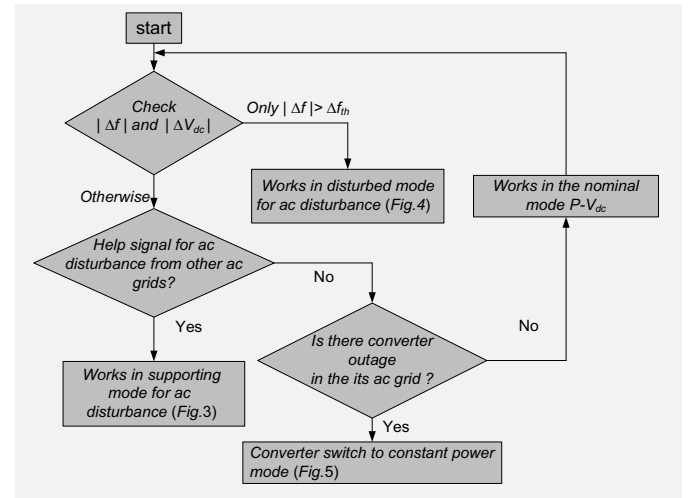 start
Check
| Δf | and | ΔVdc |
Only | Δf |> Δfth
Works in disturbed mode
for ac disturbance (Fig.4)
Works in the nominal
mode P-Vdc
Otherwise
Help signal for ac
disturbance from other ac
grids?
No
Yes
Is there converter
outage
in the its ac grid ?
No
Works in supporting
mode for ac
disturbance (Fig.3)
Yes
Converter switch to constant power
mode (Fig.5)